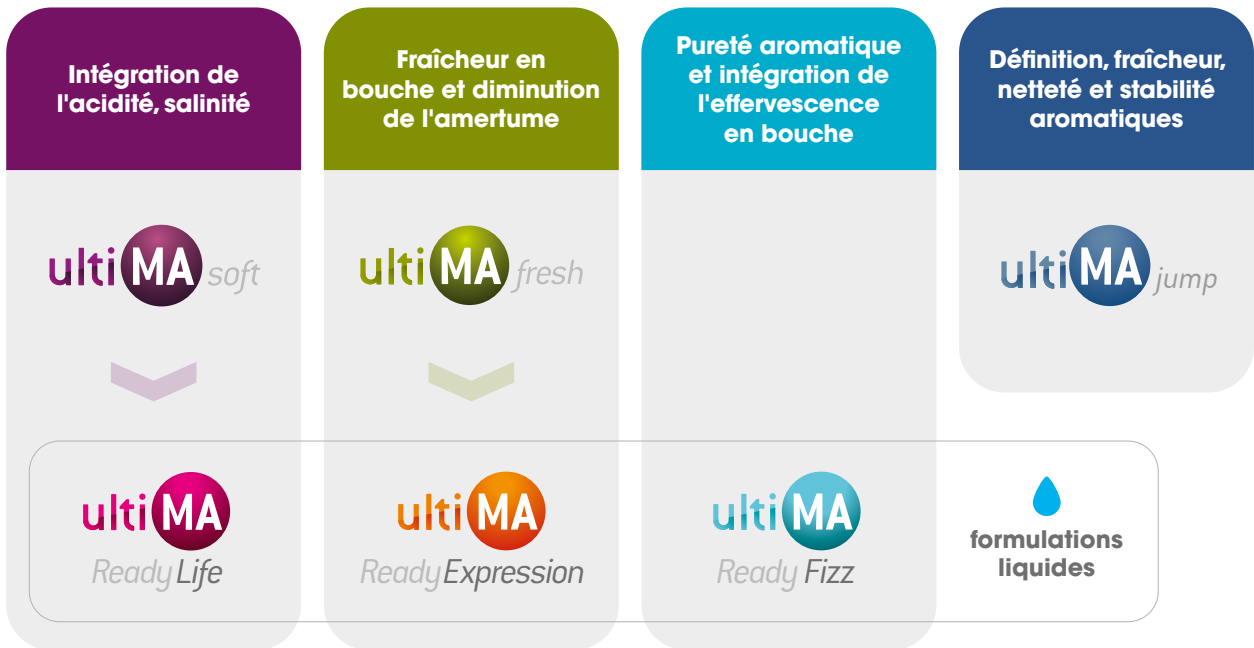 Intégration de
l'acidité, salinité
Fraîcheur en
bouche et diminution
de l'amertume
Pureté aromatique
et intégration de
l'effervescence
en bouche
Définition, fraîcheur,
netteté et stabilité
aromatiques
ultiMA soft
ultiMA fresh
ultiMA jump
ultiMA
ReadyLife
ultiMA
ReadyExpression
ultiMA
Ready Fizz
formulations
liquides